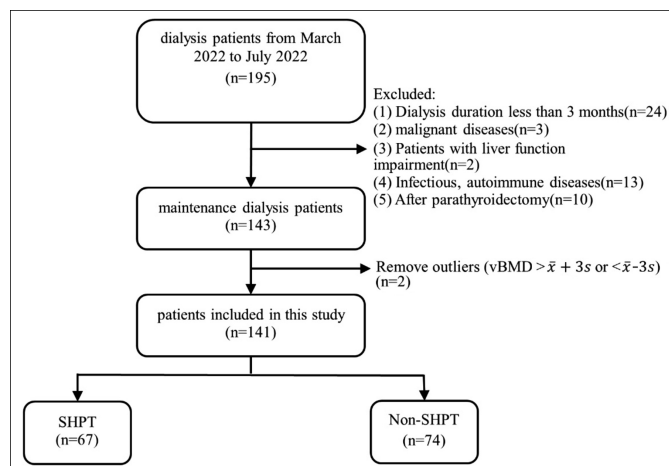 dialysis patients from March
2022 to July 2022
(n=195)
Excluded:
(1) Dialysis duration less than 3 months(n=24)
(2) malignant diseases(n=3)
(3) Patients with liver function
impairment(n=2)
(4) Infectious, autoimmune diseases(n=13)
(5) After parathyroidectomy(n=10)
maintenance dialysis patients
(n=143)
Remove outliers (vBMD >x̄ + 3s or <x̄-3s)
(n=2)
patients included in this study
(n=141)
SHPT
(n=67)
Non-SHPT
(n=74)